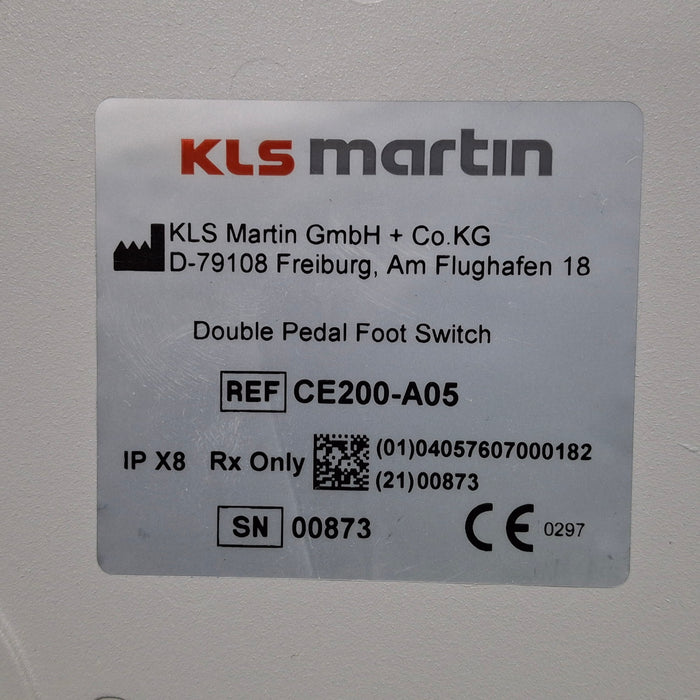 KLS martin
KLS Martin GmbH + Co.KG
D-79108 Freiburg, Am Flughafen 18
Double Pedal Foot Switch
REF CE200-A05
IP X8 Rx Only (01)04057607000182
(21)00873
SN 00873 CE 0297